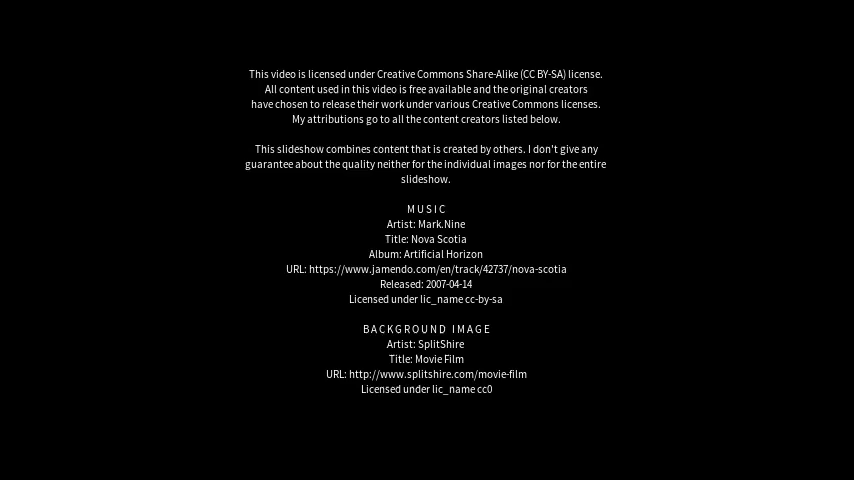 This video is licensed under Creative Commons Share-Alike (CC BY-SA) license.
All content used in this video is free available and the original creators
have chosen to release their work under various Creative Commons licenses.
My attributions go to all the content creators listed below.
This slideshow combines content that is created by others. I don't give any
guarantee about the quality neither for the individual images nor for the entire
slideshow.
MUSIC
Artist: Mark.Nine
Title: Nova Scotia
Album: Artificial Horizon
URL: https://www.jamendo.com/en/track/42737/nova-scotia
Released: 2007-04-14
Licensed under lic_name cc-by-sa
BACKGROUND IMAGE
Artist: SplitShire
Title: Movie Film
URL: http://www.splitshire.com/movie-film
Licensed under lic_name cc0